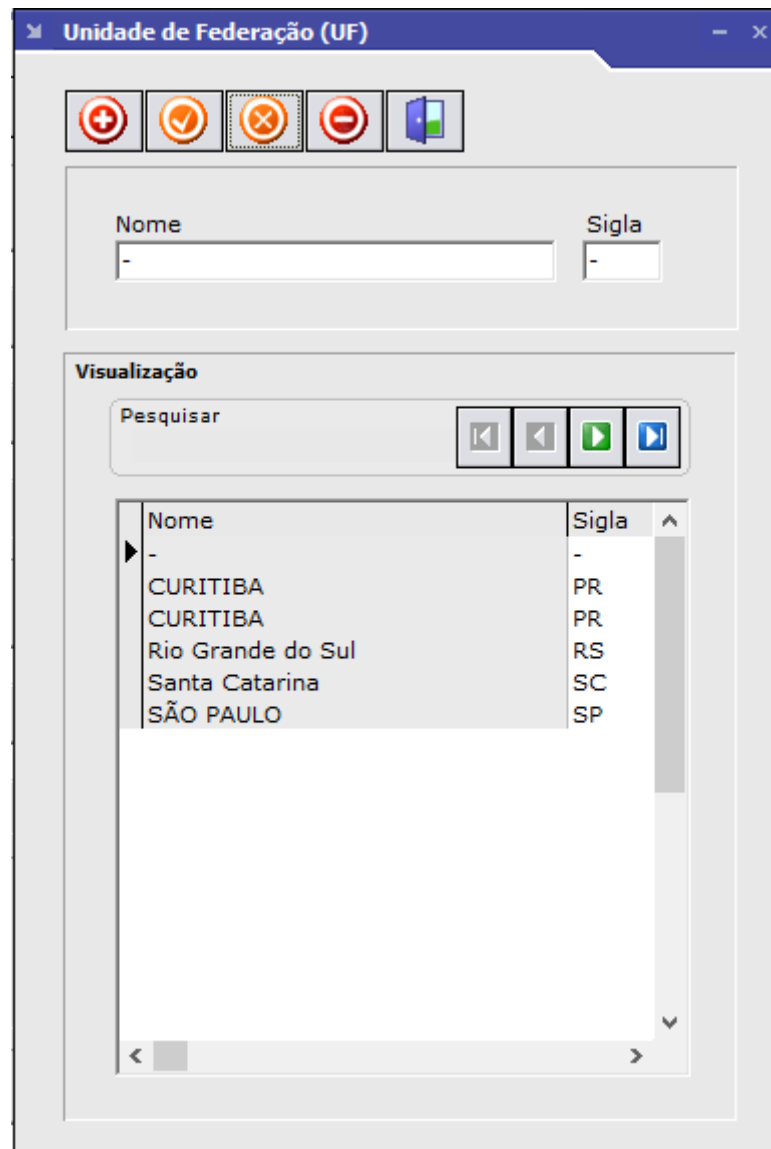 Unidade de Federação (UF)
Nome Sigla
- -
Visualização
Pesquisar
Nome Sigla
- -
CURITIBA PR
CURITIBA PR
Rio Grande do Sul RS
Santa Catarina SC
SÃO PAULO SP